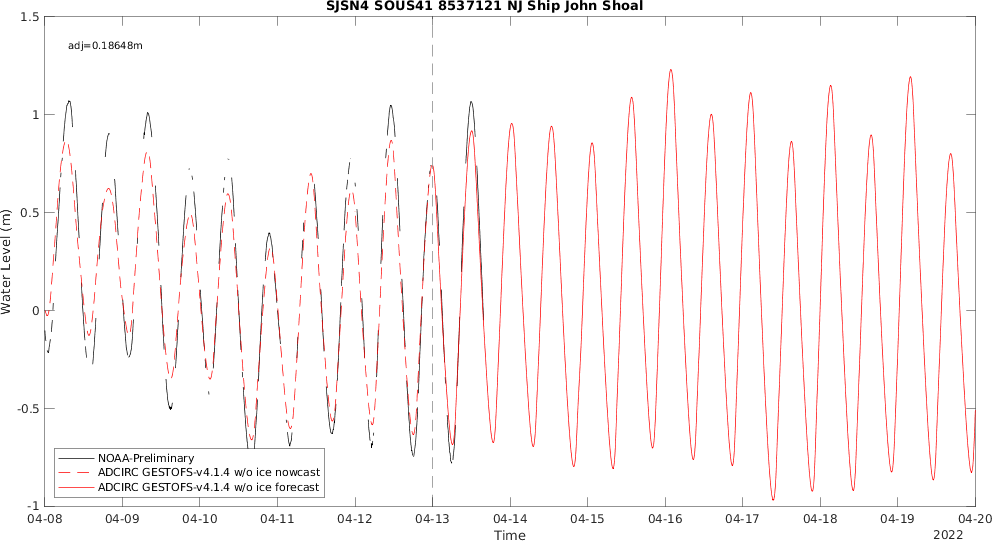 SJSN4 SOUS41 8537121 NJ Ship John Shoal
adj=0.18648m
1.5
1
0.5
0
-0.5
-1
Water Level (m)
NOAA-Preliminary
ADCIRC GESTOFS-v4.1.4 w/o ice nowcast
ADCIRC GESTOFS-v4.1.4 w/o ice forecast
04-08 04-09 04-10 04-11 04-12 04-13 04-14 04-15 04-16 04-17 04-18 04-19 04-20
Time
2022